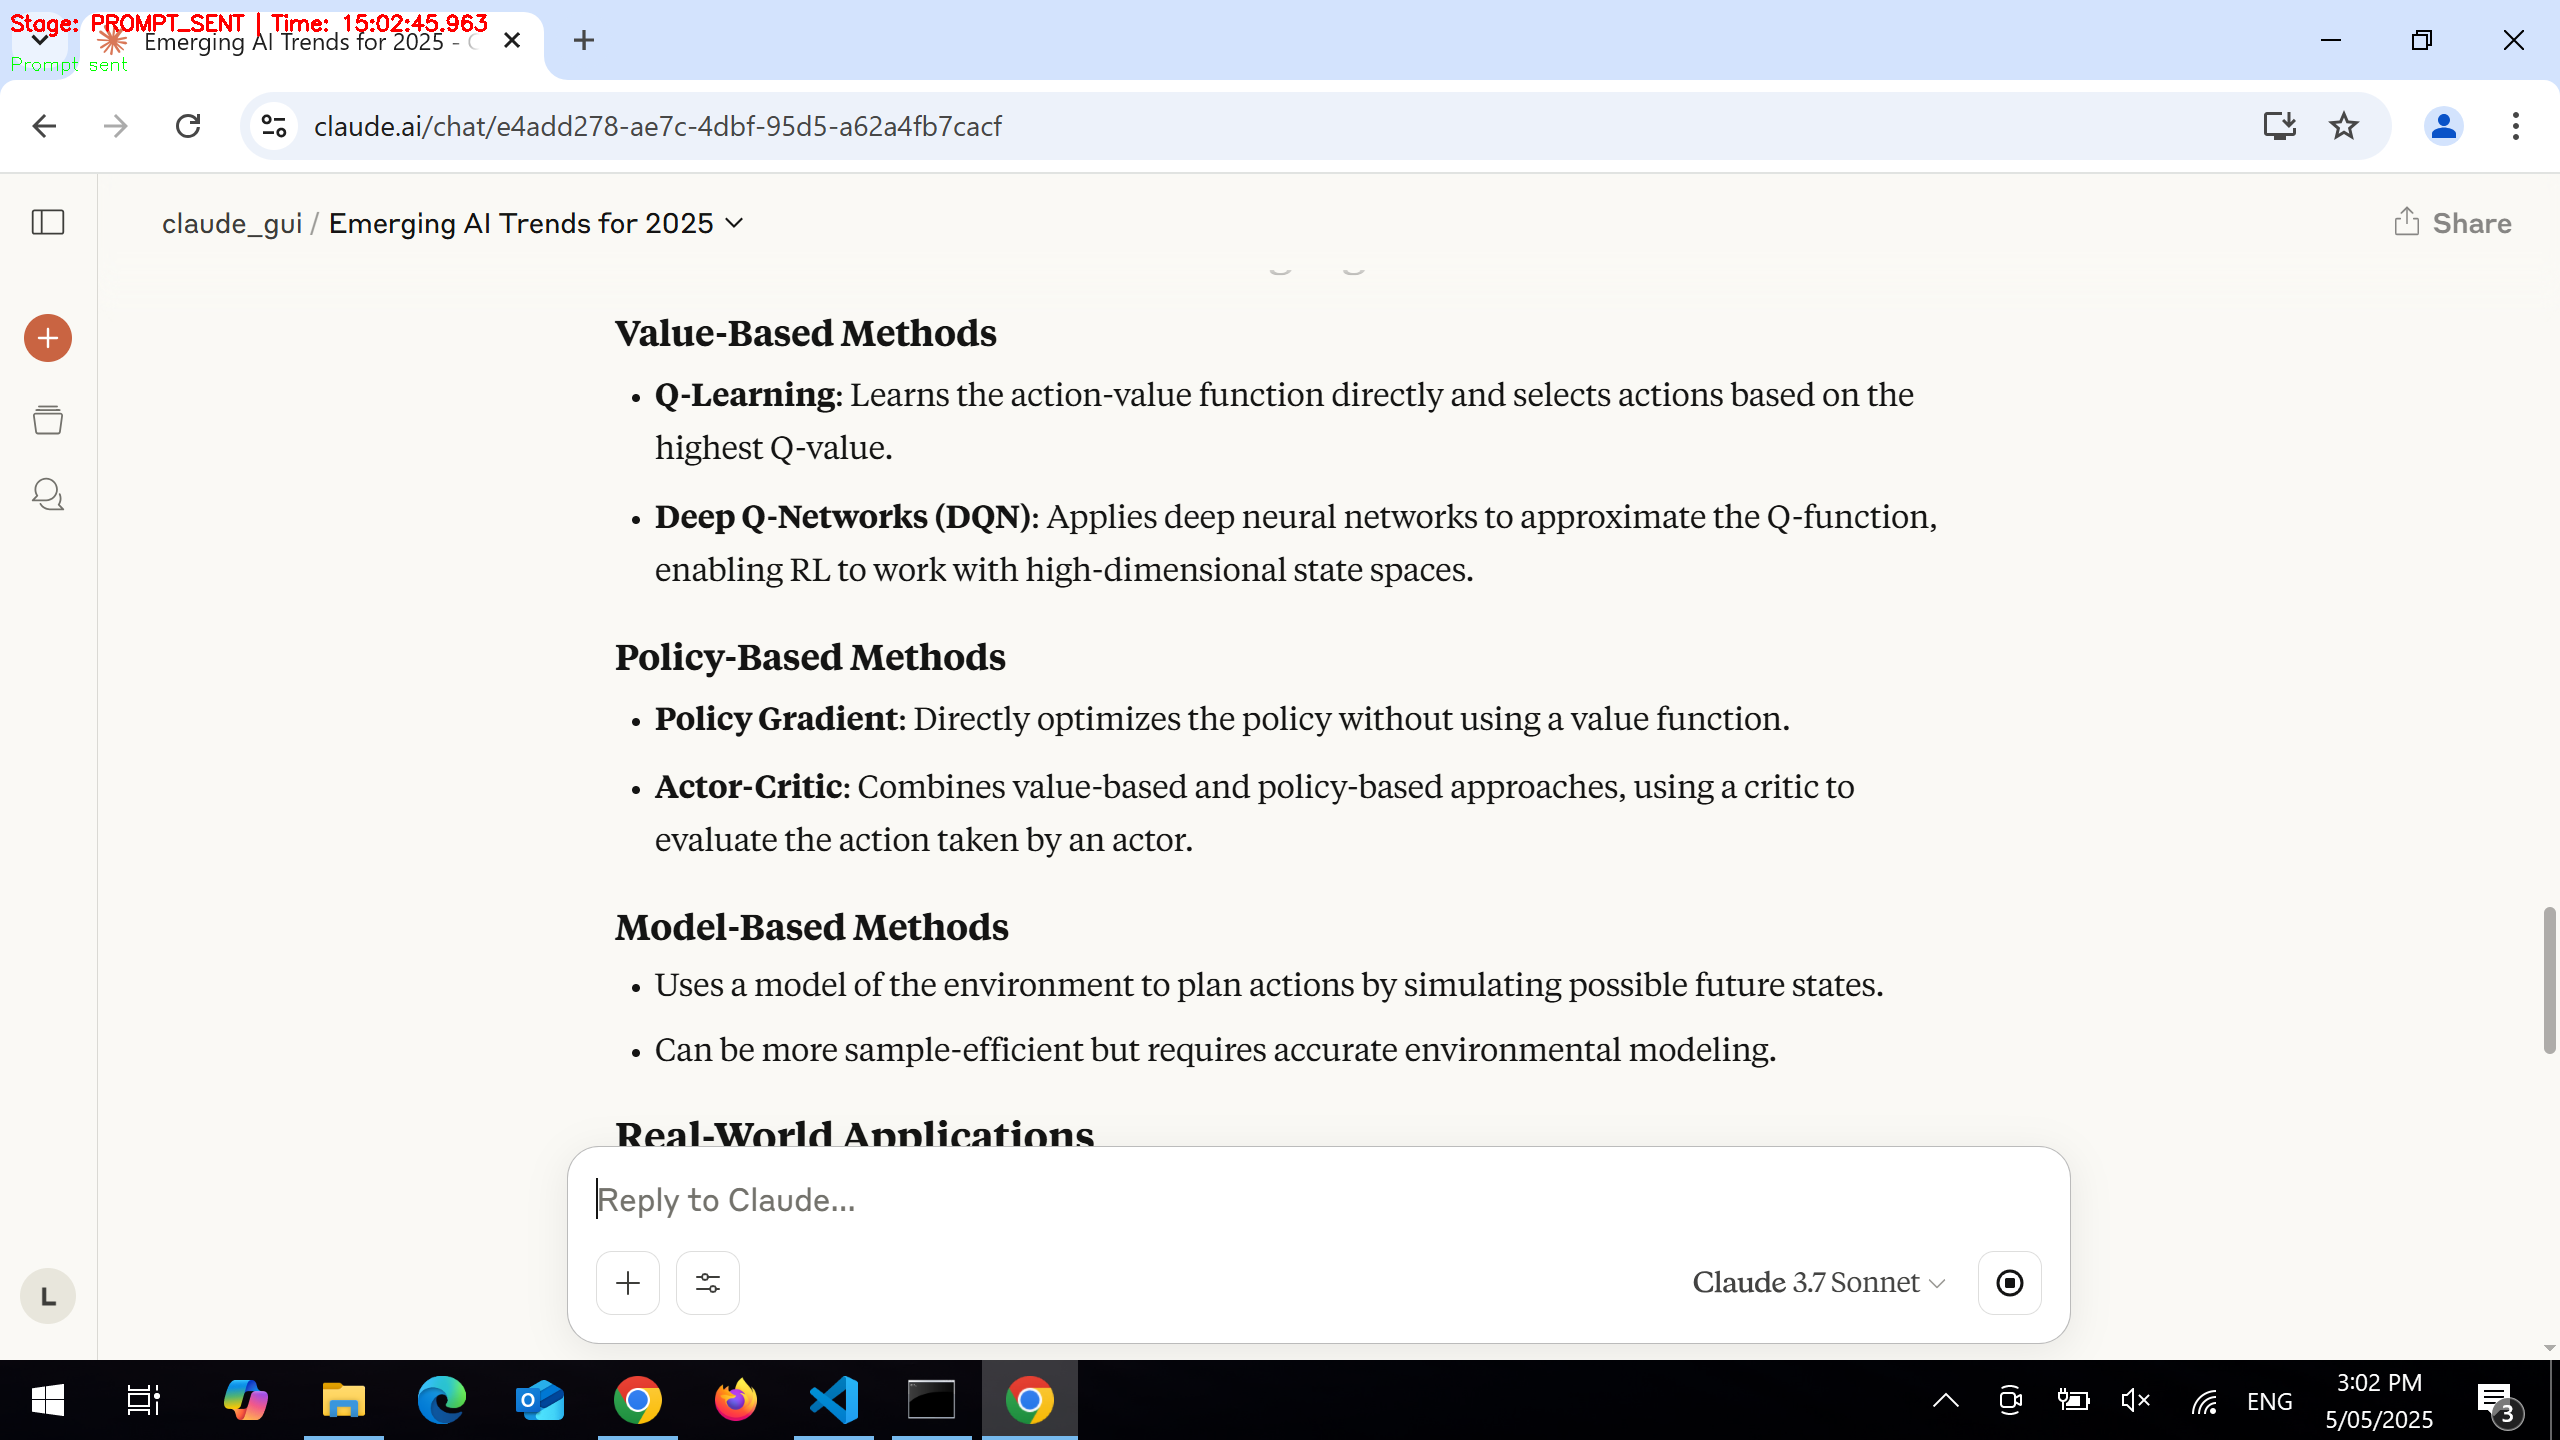 Stage: PROMPT_SENT | Time: 15:02:45.963
Emerging AI Trends for 2025 -
Prompt sent
claude.ai/chat/e4add278-ae7c-4dbf-95d5-a62a4fb7cacf
claude_gui / Emerging AI Trends for 2025
Share
Value-Based Methods
• Q-Learning: Learns the action-value function directly and selects actions based on the
highest Q-value.
• Deep Q-Networks (DQN): Applies deep neural networks to approximate the Q-function,
enabling RL to work with high-dimensional state spaces.
Policy-Based Methods
• Policy Gradient: Directly optimizes the policy without using a value function.
• Actor-Critic: Combines value-based and policy-based approaches, using a critic to
evaluate the action taken by an actor.
Model-Based Methods
• Uses a model of the environment to plan actions by simulating possible future states.
• Can be more sample-efficient but requires accurate environmental modeling.
Real-World Applications
Reply to Claude...
Claude 3.7 Sonnet
L
ENG
3:02 PM
5/05/2025
3